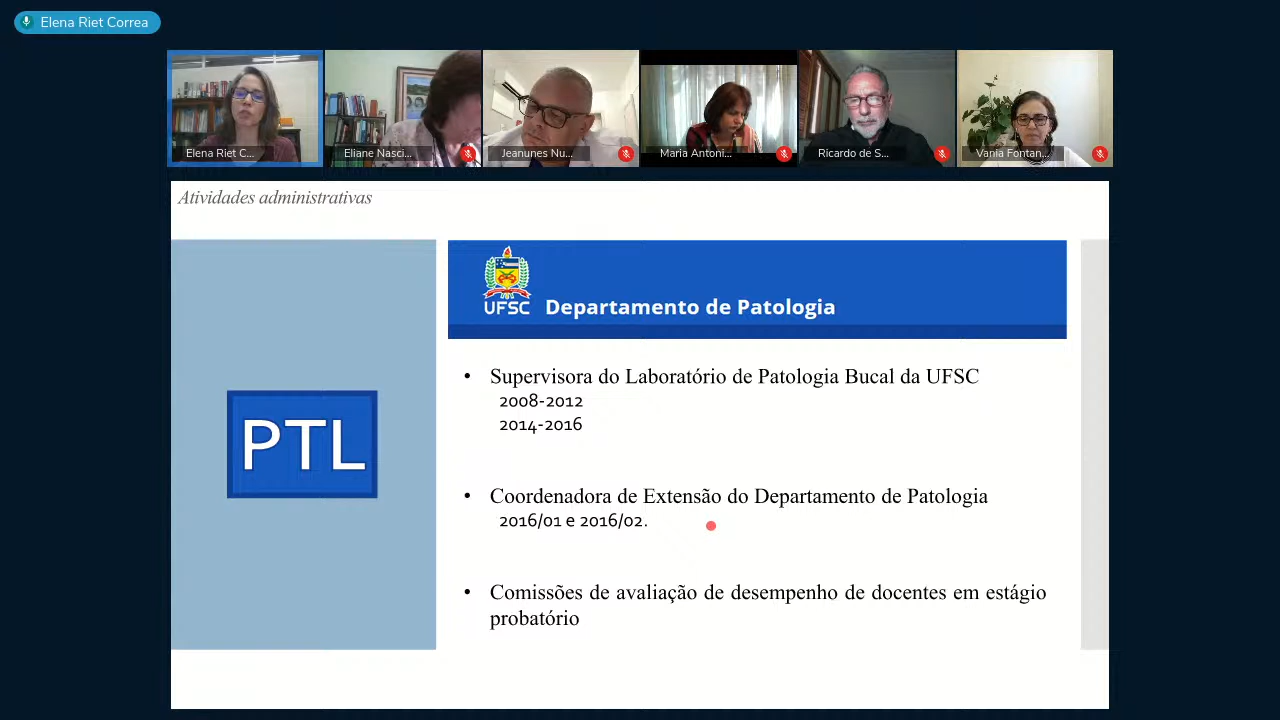 Elena Riet Correa
Elena Riet C...
Eliane Nasci...
Jeanunes Nu...
Maria Antoni...
Ricardo de S...
Vania Fontan...
Atividades administrativas
UFSC
Departamento de Patologia
PTL
• Supervisora do Laboratório de Patologia Bucal da UFSC
2008-2012
2014-2016
• Coordenadora de Extensão do Departamento de Patologia
2016/01 e 2016/02.
• Comissões de avaliação de desempenho de docentes em estágio
probatório